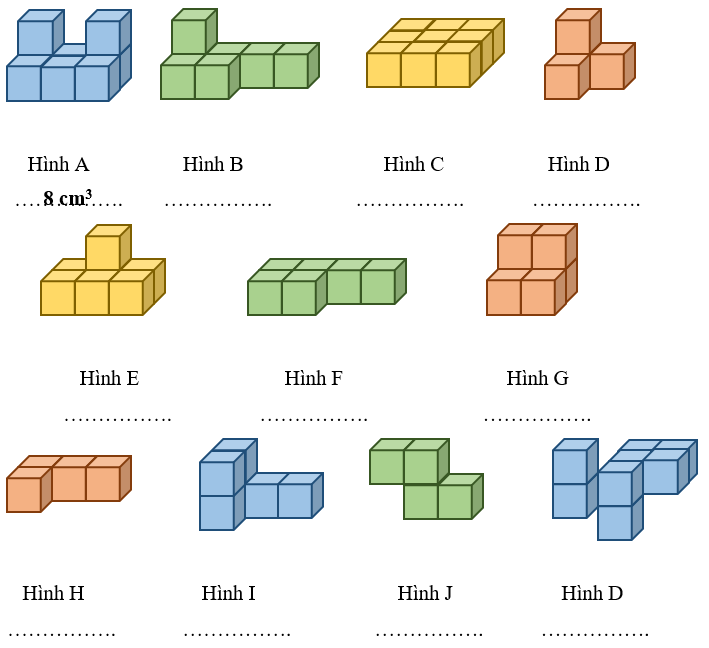 Hình A Hình B Hình C Hình D
8 cm³
……………. ……………. ……………. …………….
Hình E Hình F Hình G
……………. ……………. …………….
Hình H Hình I Hình J Hình D
……………. ……………. ……………. …………….